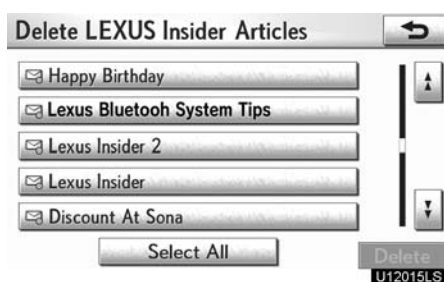 Delete LEXUS Insider Articles
Happy Birthday
Lexus Bluetooh System Tips
Lexus Insider 2
Lexus Insider
Discount At Sona
Select All
Delete
U12015LS